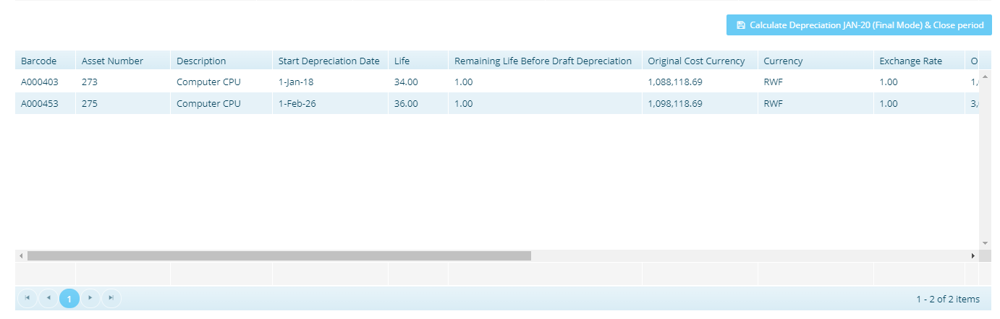 Calculate Depreciation JAN-20 (Final Mode) & Close period
Barcode Asset Number Description Start Depreciation Date Life Remaining Life Before Draft Depreciation Original Cost Currency Currency Exchange Rate O
A000403 273 Computer CPU 1-Jan-18 34.00 1.00 1,088,118.69 RWF 1.00 1,
A000453 275 Computer CPU 1-Feb-26 36.00 1.00 1,098,118.69 RWF 1.00 3,
1
1 - 2 of 2 items